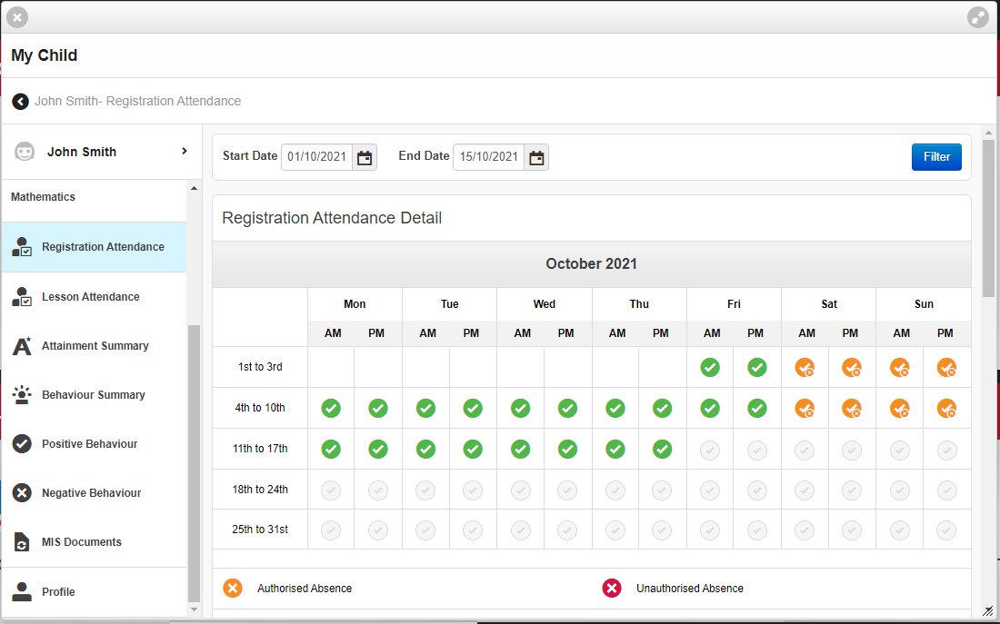 My Child
John Smith- Registration Attendance
John Smith
Mathematics
Registration Attendance
Lesson Attendance
Attainment Summary
Behaviour Summary
Positive Behaviour
Negative Behaviour
MIS Documents
Profile
Start Date 01/10/2021 End Date 15/10/2021 Filter
Registration Attendance Detail
October 2021
Mon Tue Wed Thu Fri Sat Sun
AM PM AM PM AM PM AM PM AM PM AM PM AM PM
1st to 3rd
4th to 10th
11th to 17th
18th to 24th
25th to 31st
Authorised Absence Unauthorised Absence